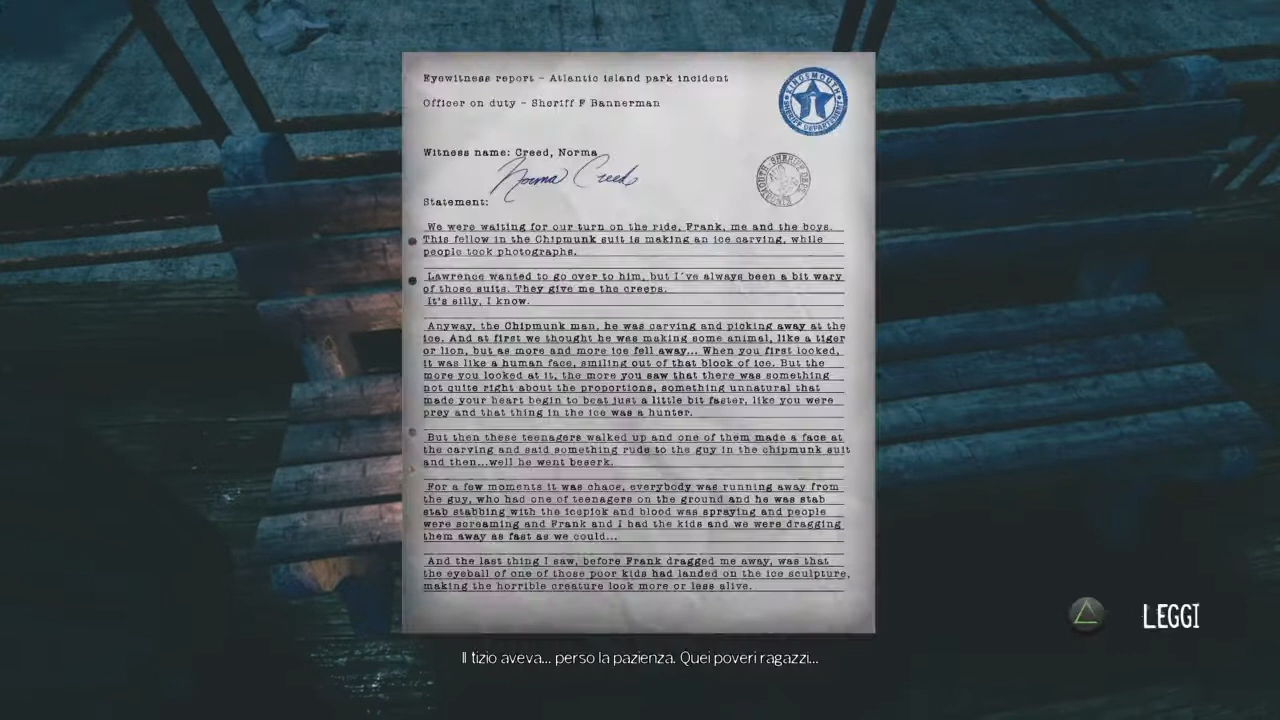 Eyewitness report - Atlantic island park incident
Officer on duty - Sheriff F Bannerman
KINGSMOUTH
SHERIFF DEPARTMENT
Witness name: Creed, Norma
Norma Creed
SHERIFF DEPT
KINGSMOUTH
Statement:
We were waiting for our turn on the ride, Frank, me and the boys.
This fellow in the Chipmunk suit is making an ice carving, while
people took photographs.
Lawrence wanted to go over to him, but I've always been a bit wary
of those suits. They give me the creeps.
It's silly, I know.
Anyway, the Chipmunk man, he was carving and picking away at the
ice. And at first we thought he was making some animal, like a tiger
or lion, but as more and more ice fell away... When you first looked,
it was like a human face, smiling out of that block of ice. But the
more you looked at it, the more you saw that there was something
not quite right about the proportions, something unnatural that
made your heart begin to beat just a little bit faster, like you were
prey and that thing in the ice was a hunter.
But then these teenagers walked up and one of them made a face at
the carving and said something rude to the guy in the chipmunk suit
and then...well he went beserk.
For a few moments it was chaos, everybody was running away from
the guy, who had one of teenagers on the ground and he was stab
stab stabbing with the icepick and blood was spraying and people
were screaming and Frank and I had the kids and we were dragging
them away as fast as we could...
And the last thing I saw, before Frank dragged me away, was that
the eyeball of one of those poor kids had landed on the ice sculpture,
making the horrible creature look more or less alive.
LEGGI
Il tizio aveva... perso la pazienza. Quei poveri ragazzi...